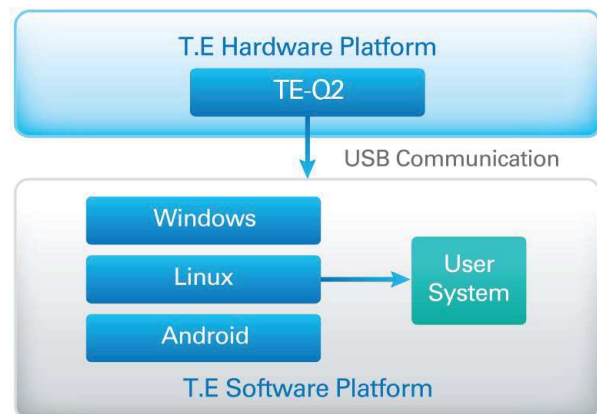 T.E Hardware Platform
TE-Q2
USB Communication
Windows
Linux
Android
User
System
T.E Software Platform